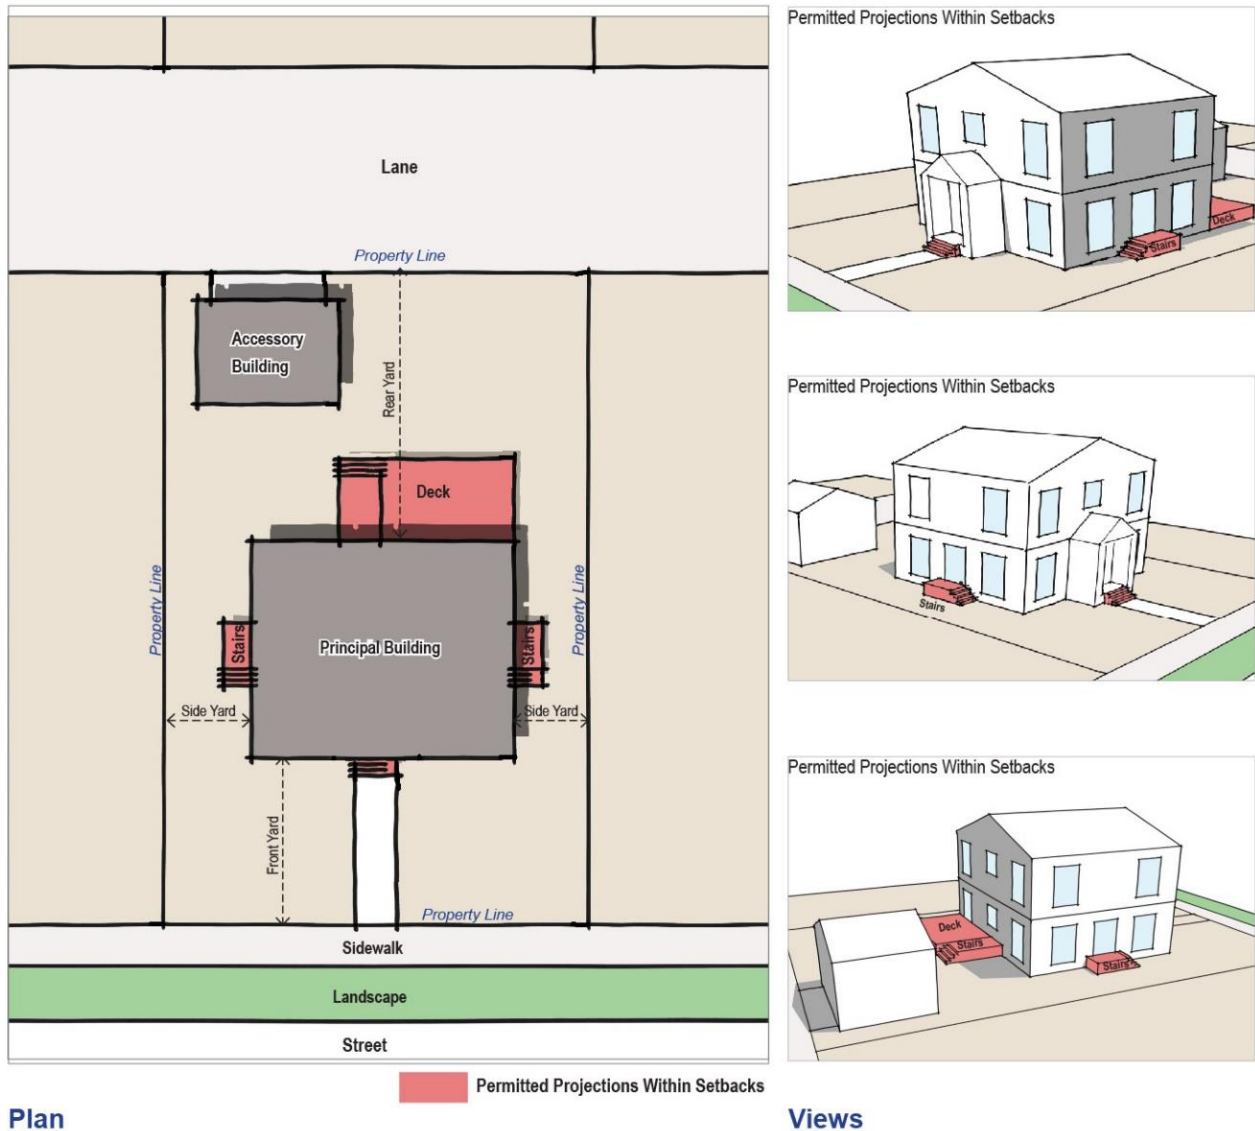 Lane
Property Line
Accessory
Building
Rear Yard
Deck
Property Line
Property Line
Stairs
Principal Building
Stairs
Side Yard
Side Yard
Front Yard
Property Line
Sidewalk
Landscape
Street
Permitted Projections Within Setbacks
Plan
Permitted Projections Within Setbacks
Deck
Stairs
Permitted Projections Within Setbacks
Stairs
Permitted Projections Within Setbacks
Deck
Stairs
Stairs
Views